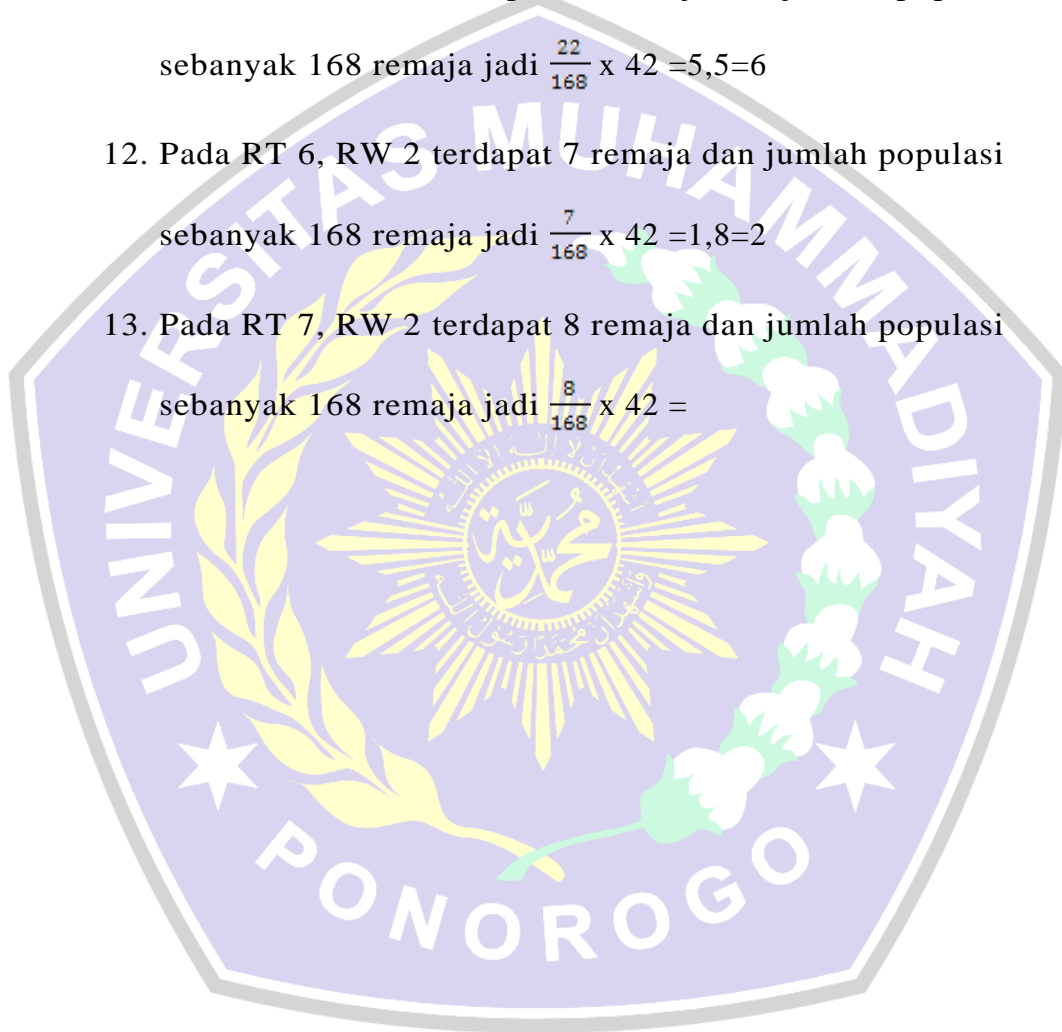 sebanyak 168 remaja jadi 22/168 x 42 =5,5=6
12. Pada RT 6, RW 2 terdapat 7 remaja dan jumlah populasi
sebanyak 168 remaja jadi 7/168 x 42 =1,8=2
13. Pada RT 7, RW 2 terdapat 8 remaja dan jumlah populasi
sebanyak 168 remaja jadi 8/168 x 42 =
UNIVERSITAS MUHAMMADIYAH
PONOROGO